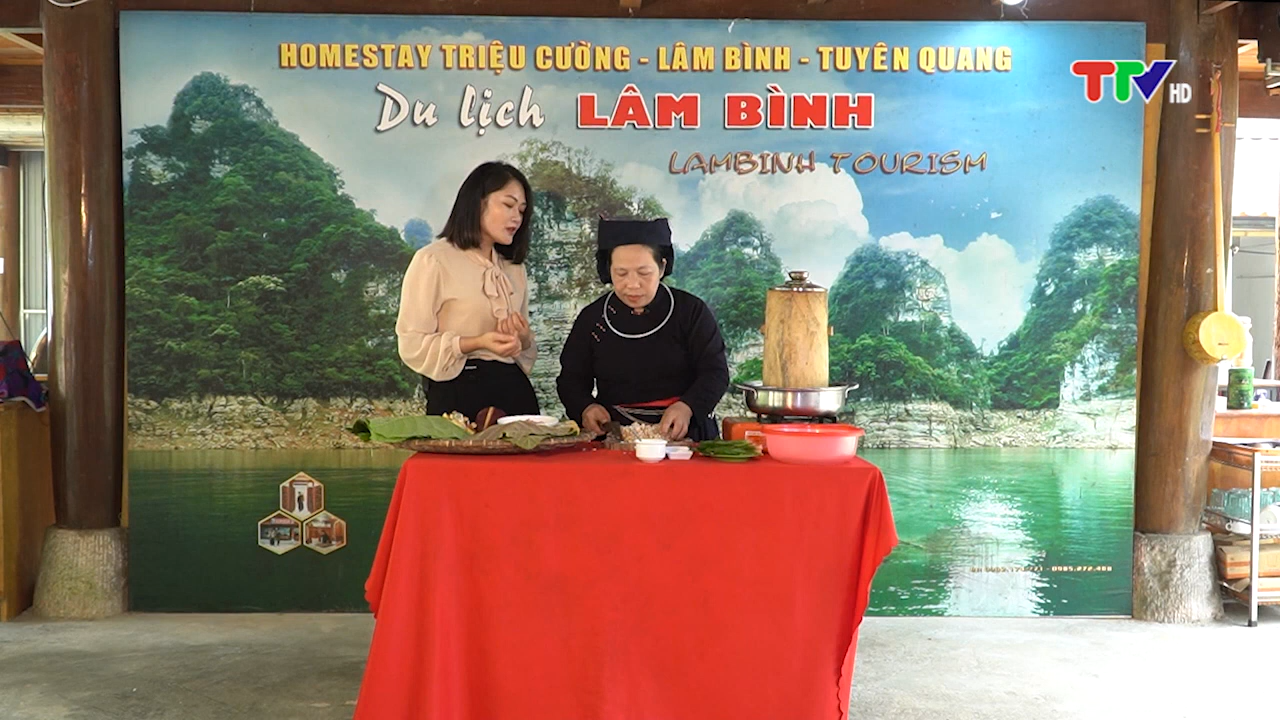 HOMESTAY TRIỆU CƯỜNG - LÂM BÌNH - TUYÊN QUANG
TTV HD
Du lịch LÂM BÌNH
LAMBINH TOURISM